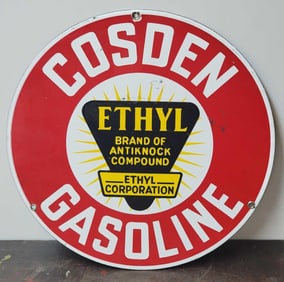 COSDEN
ETHYL
BRAND OF
ANTIKNOCK
COMPOUND
ETHYL
CORPORATION
GASOLINE